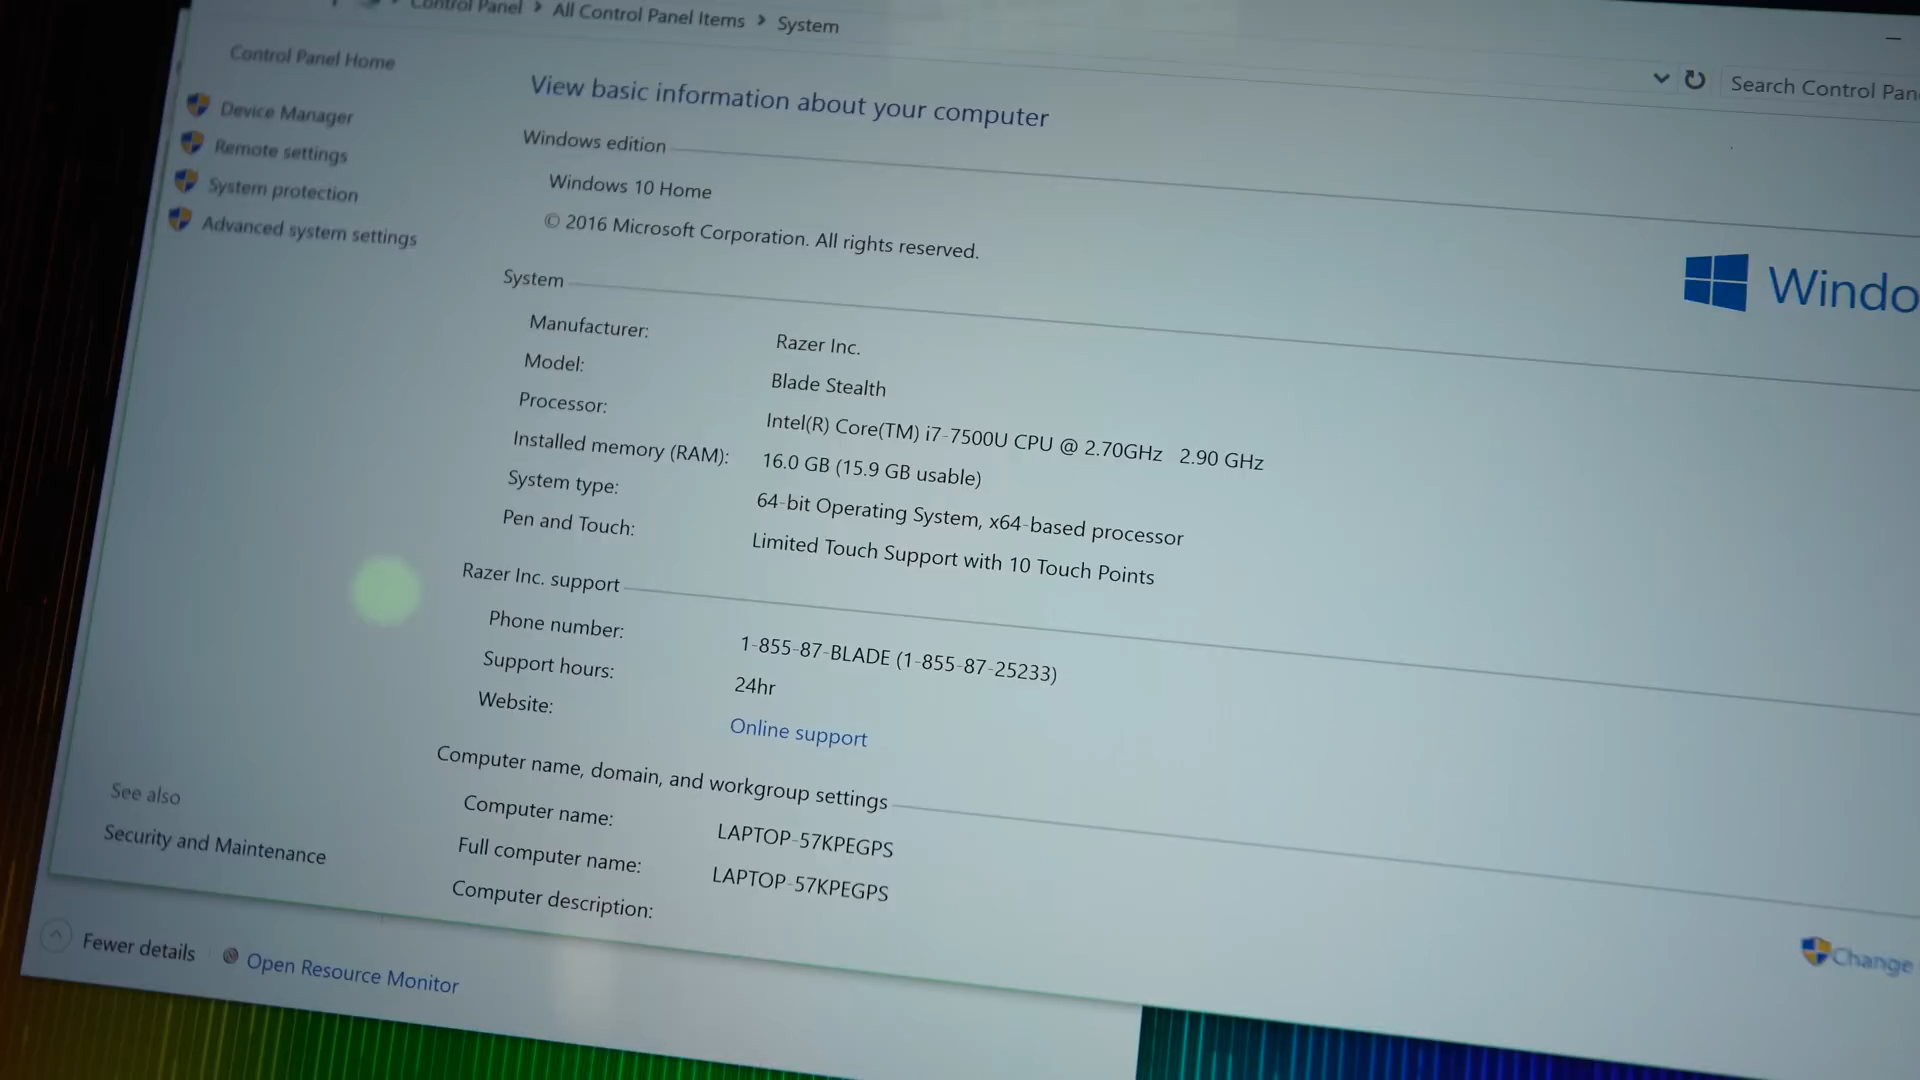 Control Panel > All Control Panel Items > System
Search Control
Control Panel Home
Device Manager
Remote settings
System protection
Advanced system settings
View basic information about your computer
Windows edition
Windows 10 Home
© 2016 Microsoft Corporation. All rights reserved.
System
Manufacturer: Razer Inc.
Model: Blade Stealth
Processor: Intel(R) Core(TM) i7-7500U CPU @ 2.70GHz 2.90 GHz
Installed memory (RAM): 16.0 GB (15.9 GB usable)
System type: 64-bit Operating System, x64-based processor
Pen and Touch: Limited Touch Support with 10 Touch Points
Razer Inc. support
Phone number: 1-855-87-BLADE (1-855-87-25233)
Support hours: 24hr
Website: Online support
Computer name, domain, and workgroup settings
Computer name: LAPTOP-57KPEGPS
Full computer name: LAPTOP-57KPEGPS
Computer description:
Change
See also
Security and Maintenance
Fewer details
Open Resource Monitor